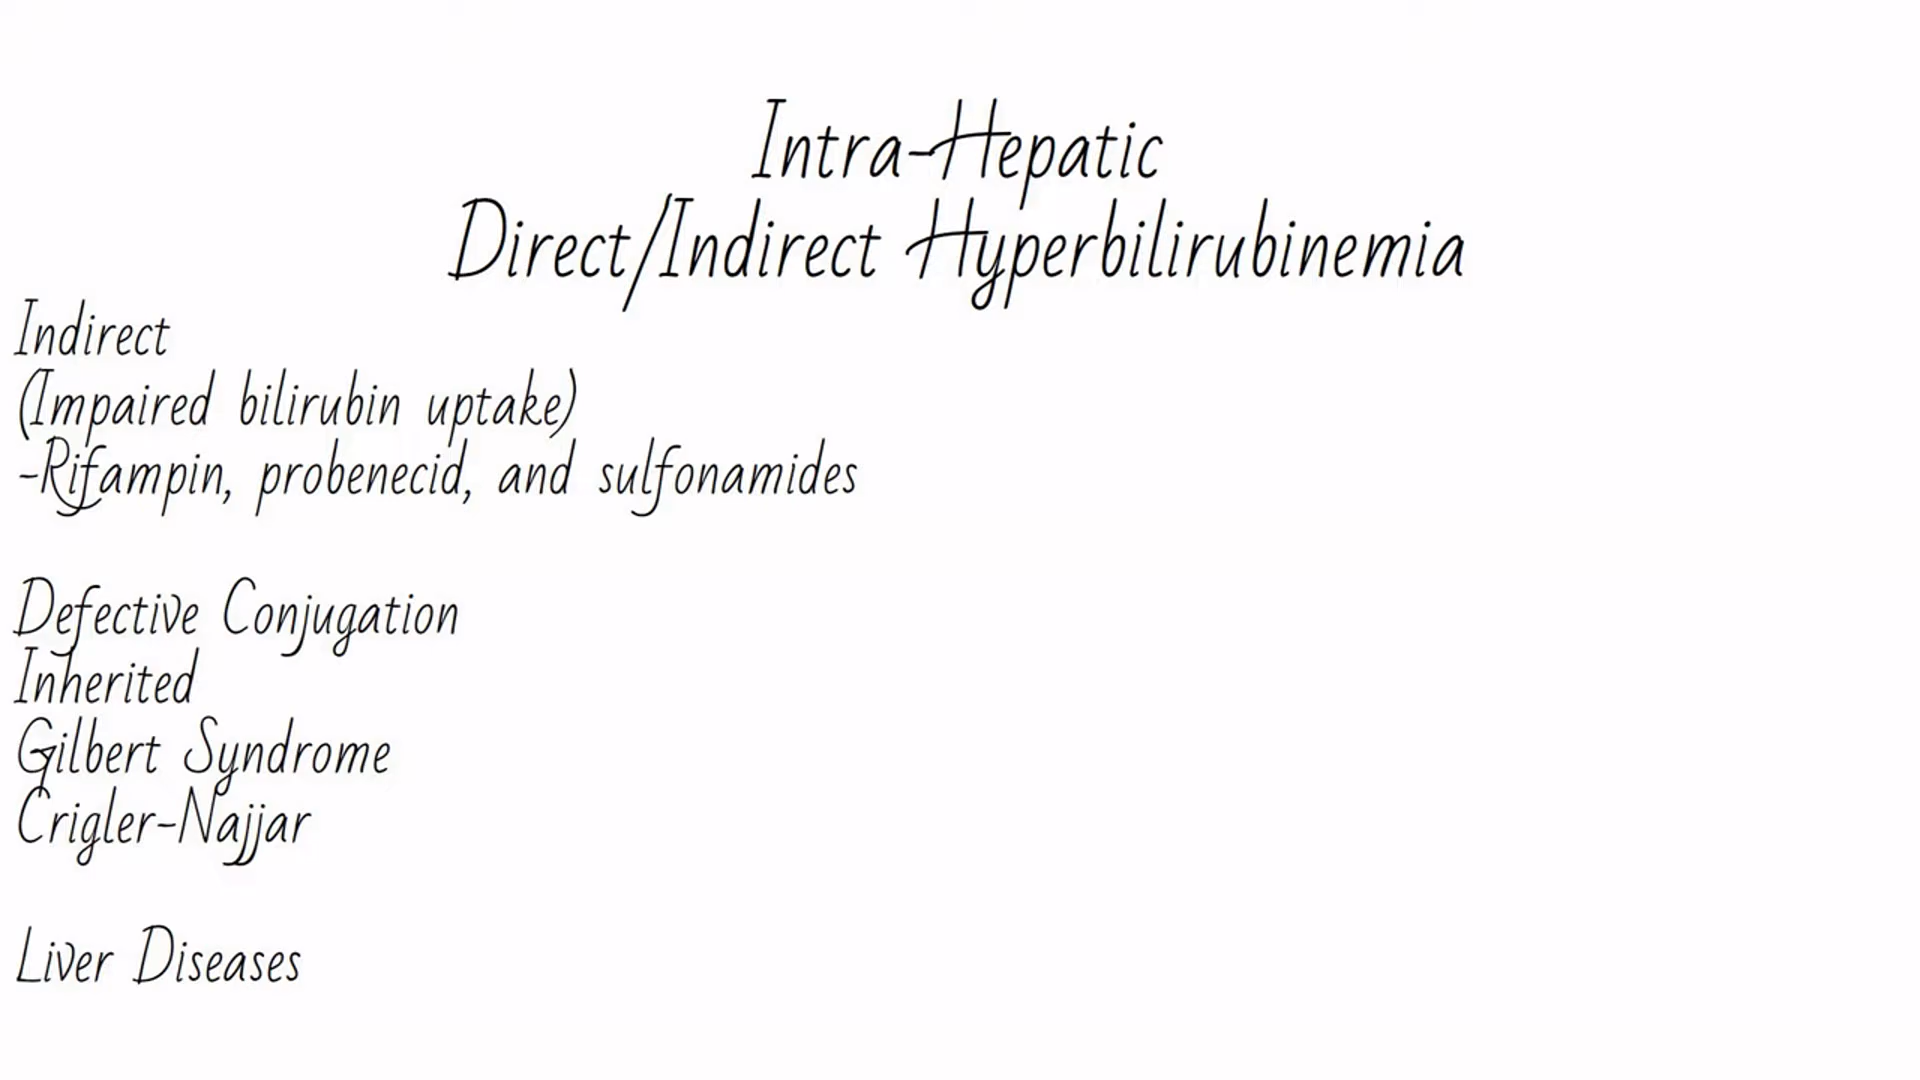 Intra-Hepatic
Direct/Indirect Hyperbilirubinemia
Indirect
(Impaired bilirubin uptake)
-Rifampin, probenecid, and sulfonamides
Defective Conjugation
Inherited
Gilbert Syndrome
Crigler-Najjar
Liver Diseases